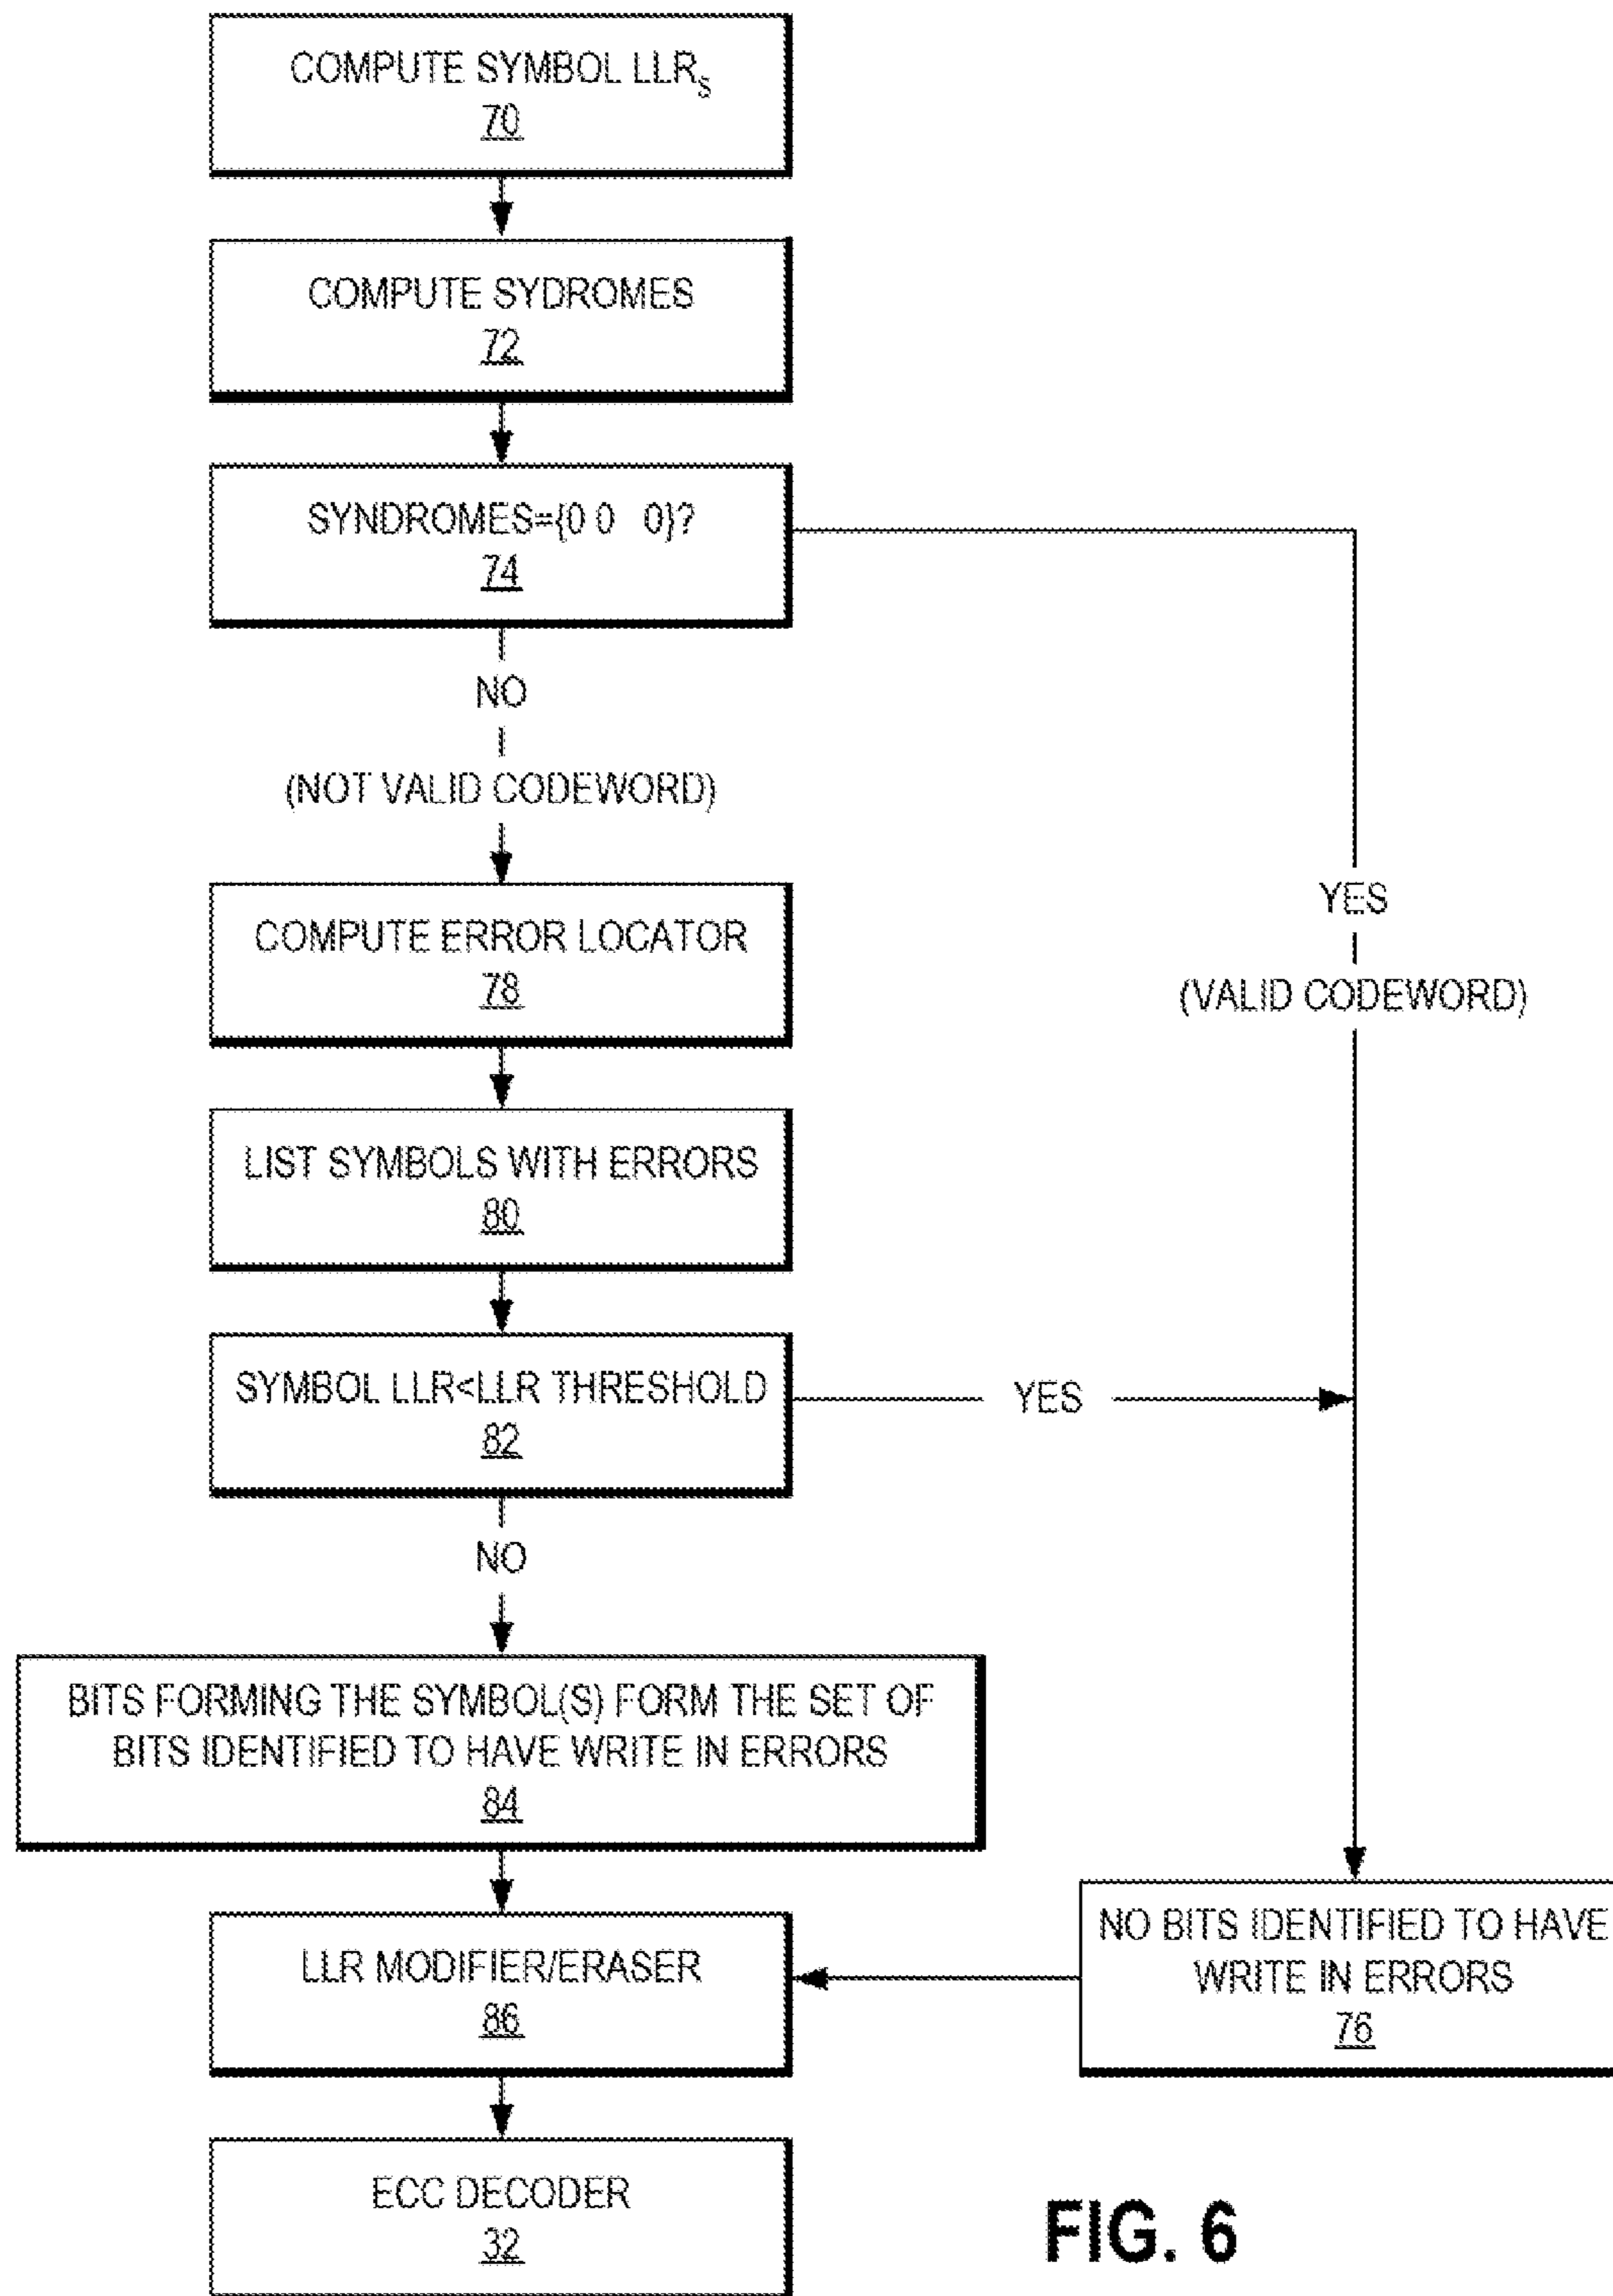 COMPUTE SYMBOL LLRS
70
COMPUTE SYDROMES
72
SYNDROMES={0 0 0}?
74
NO
(NOT VALID CODEWORD)
COMPUTE ERROR LOCATOR
78
YES
(VALID CODEWORD)
LIST SYMBOLS WITH ERRORS
80
SYMBOL LLR<LLR THRESHOLD
82
YES
NO
BITS FORMING THE SYMBOL(S) FORM THE SET OF
BITS IDENTIFIED TO HAVE WRITE IN ERRORS
84
NO BITS IDENTIFIED TO HAVE
WRITE IN ERRORS
76
LLR MODIFIER/ERASER
86
ECC DECODER
32
FIG. 6